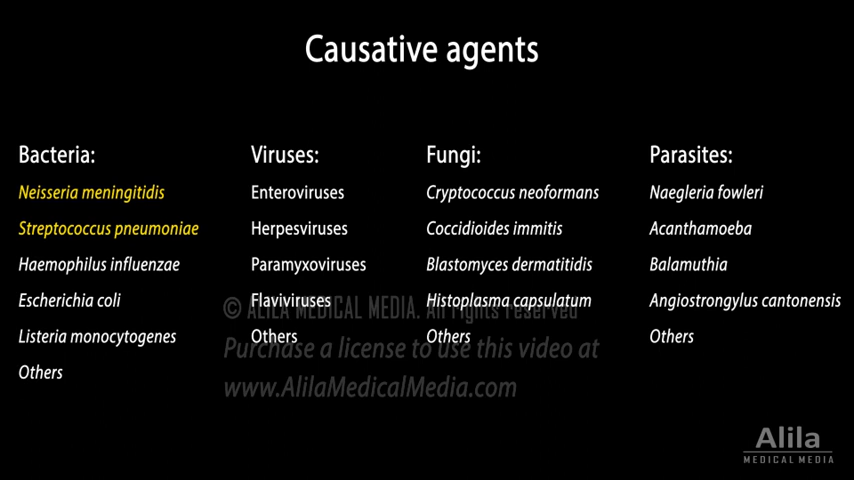 Causative agents
Bacteria:
Neisseria meningitidis
Streptococcus pneumoniae
Haemophilus influenzae
Escherichia coli
Listeria monocytogenes
Others
Viruses:
Enteroviruses
Herpesviruses
Paramyxoviruses
Flaviviruses
Others
Fungi:
Cryptococcus neoformans
Coccidioides immitis
Blastomyces dermatitidis
Histoplasma capsulatum
Others
Parasites:
Naegleria fowleri
Acanthamoeba
Balamuthia
Angiostrongylus cantonensis
Others
© ALILA MEDICAL MEDIA. All rights reserved
Purchase a license to use this video at
www.AlilaMedicalMedia.com
Alila
MEDICAL MEDIA